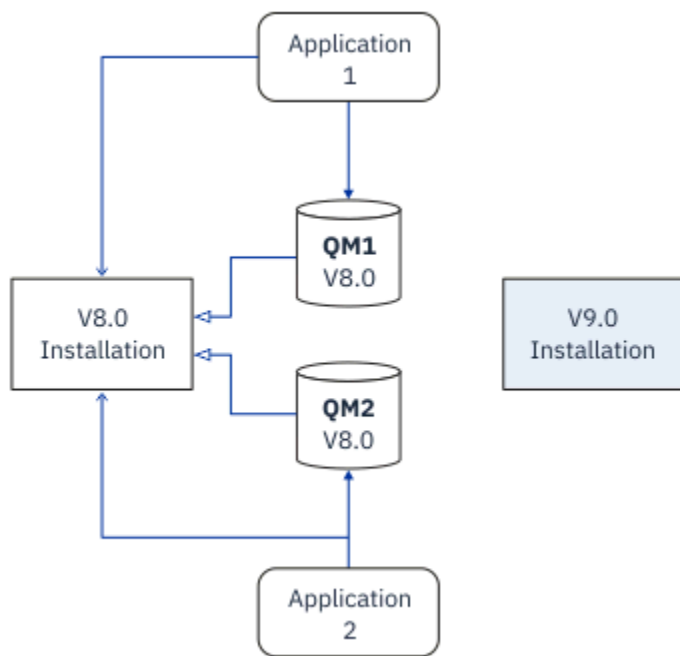 Application
1
QM1
V8.0
V8.0
Installation
V9.0
Installation
QM2
V8.0
Application
2